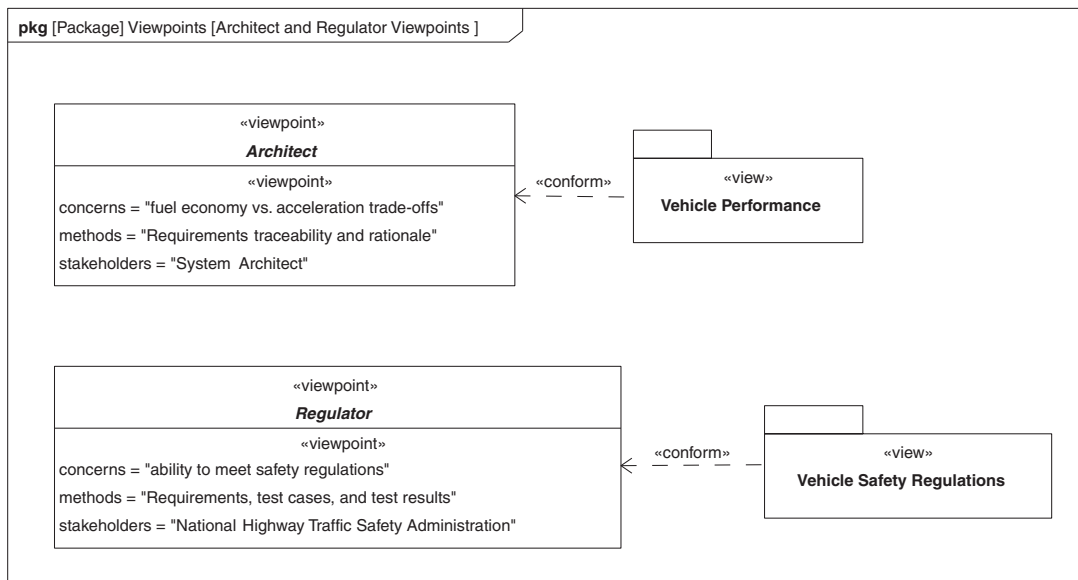 pkg [Package] Viewpoints [Architect and Regulator Viewpoints ]
«viewpoint»
Architect
«viewpoint»
concerns = "fuel economy vs. acceleration trade-offs"
methods = "Requirements traceability and rationale"
stakeholders = "System Architect"
«conform»
«view»
Vehicle Performance
«viewpoint»
Regulator
«viewpoint»
concerns = "ability to meet safety regulations"
methods = "Requirements, test cases, and test results"
stakeholders = "National Highway Traffic Safety Administration"
«conform»
«view»
Vehicle Safety Regulations